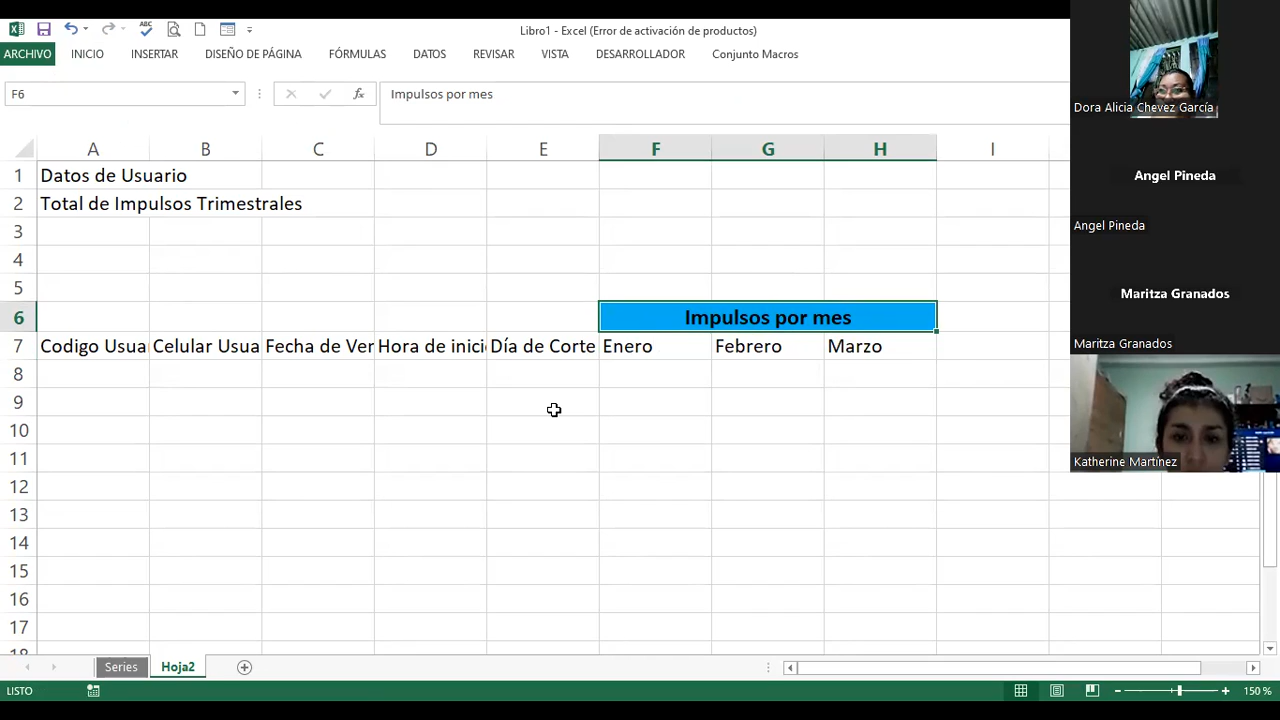 Libro1 - Excel (Error de activación de productos)
ARCHIVO INICIO INSERTAR DISEÑO DE PÁGINA FÓRMULAS DATOS REVISAR VISTA DESARROLLADOR Conjunto Macros
F6 fx Impulsos por mes
A B C D E F G H I
1 Datos de Usuario
2 Total de Impulsos Trimestrales
3
4
5
6 Impulsos por mes
7 Codigo Usua Celular Usua Fecha de Ver Hora de inici Día de Corte Enero Febrero Marzo
8
9
10
11
12
13
14
15
16
17
18
Series Hoja2
LISTO 150 %
Dora Alicia Chevez García
Angel Pineda
Angel Pineda
Maritza Granados
Maritza Granados
Katherine Martínez